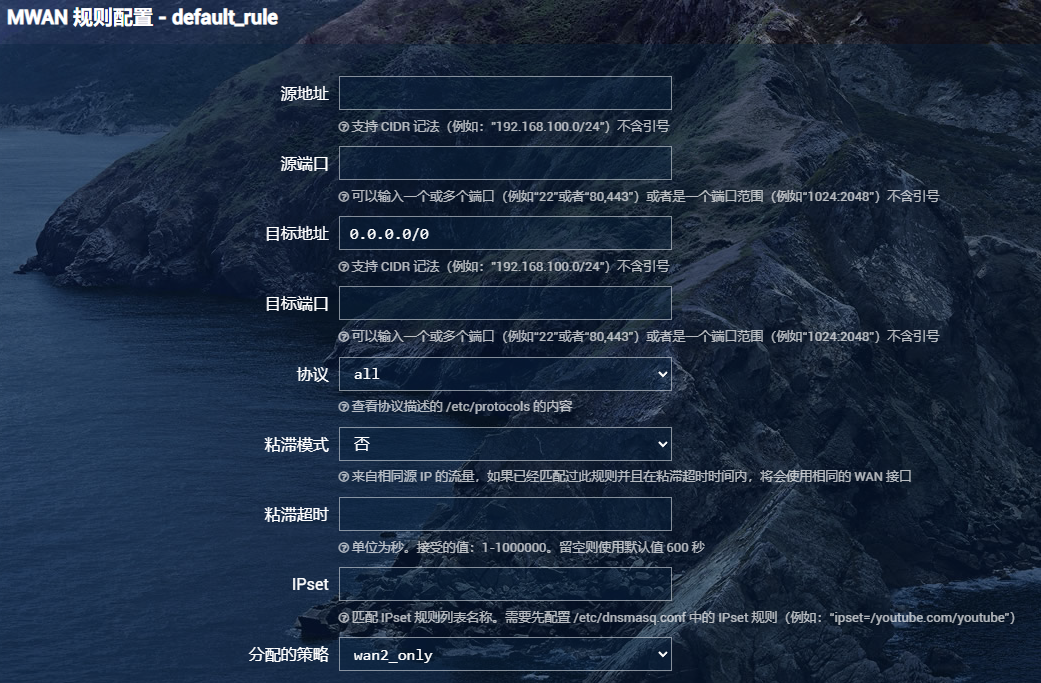 MWAN 规则配置 - default_rule
源地址
支持 CIDR 记法（例如："192.168.100.0/24"）不含引号
源端口
可以输入一个或多个端口（例如“22”或者“80,443”）或者是一个端口范围（例如“1024:2048”）不含引号
目标地址 0.0.0.0/0
支持 CIDR 记法（例如："192.168.100.0/24"）不含引号
目标端口
可以输入一个或多个端口（例如“22”或者“80,443”）或者是一个端口范围（例如“1024:2048”）不含引号
协议 all
查看协议描述的 /etc/protocols 的内容
粘滞模式 否
来自相同源 IP 的流量，如果已经匹配过此规则并且在粘滞超时时间内，将会使用相同的 WAN 接口
粘滞超时
单位为秒。接受的值：1-1000000。留空则使用默认值 600 秒
IPset
匹配 IPset 规则列表名称。需要先配置 /etc/dnsmasq.conf 中的 IPset 规则（例如："ipset=/youtube.com/youtube"）
分配的策略 wan2_only